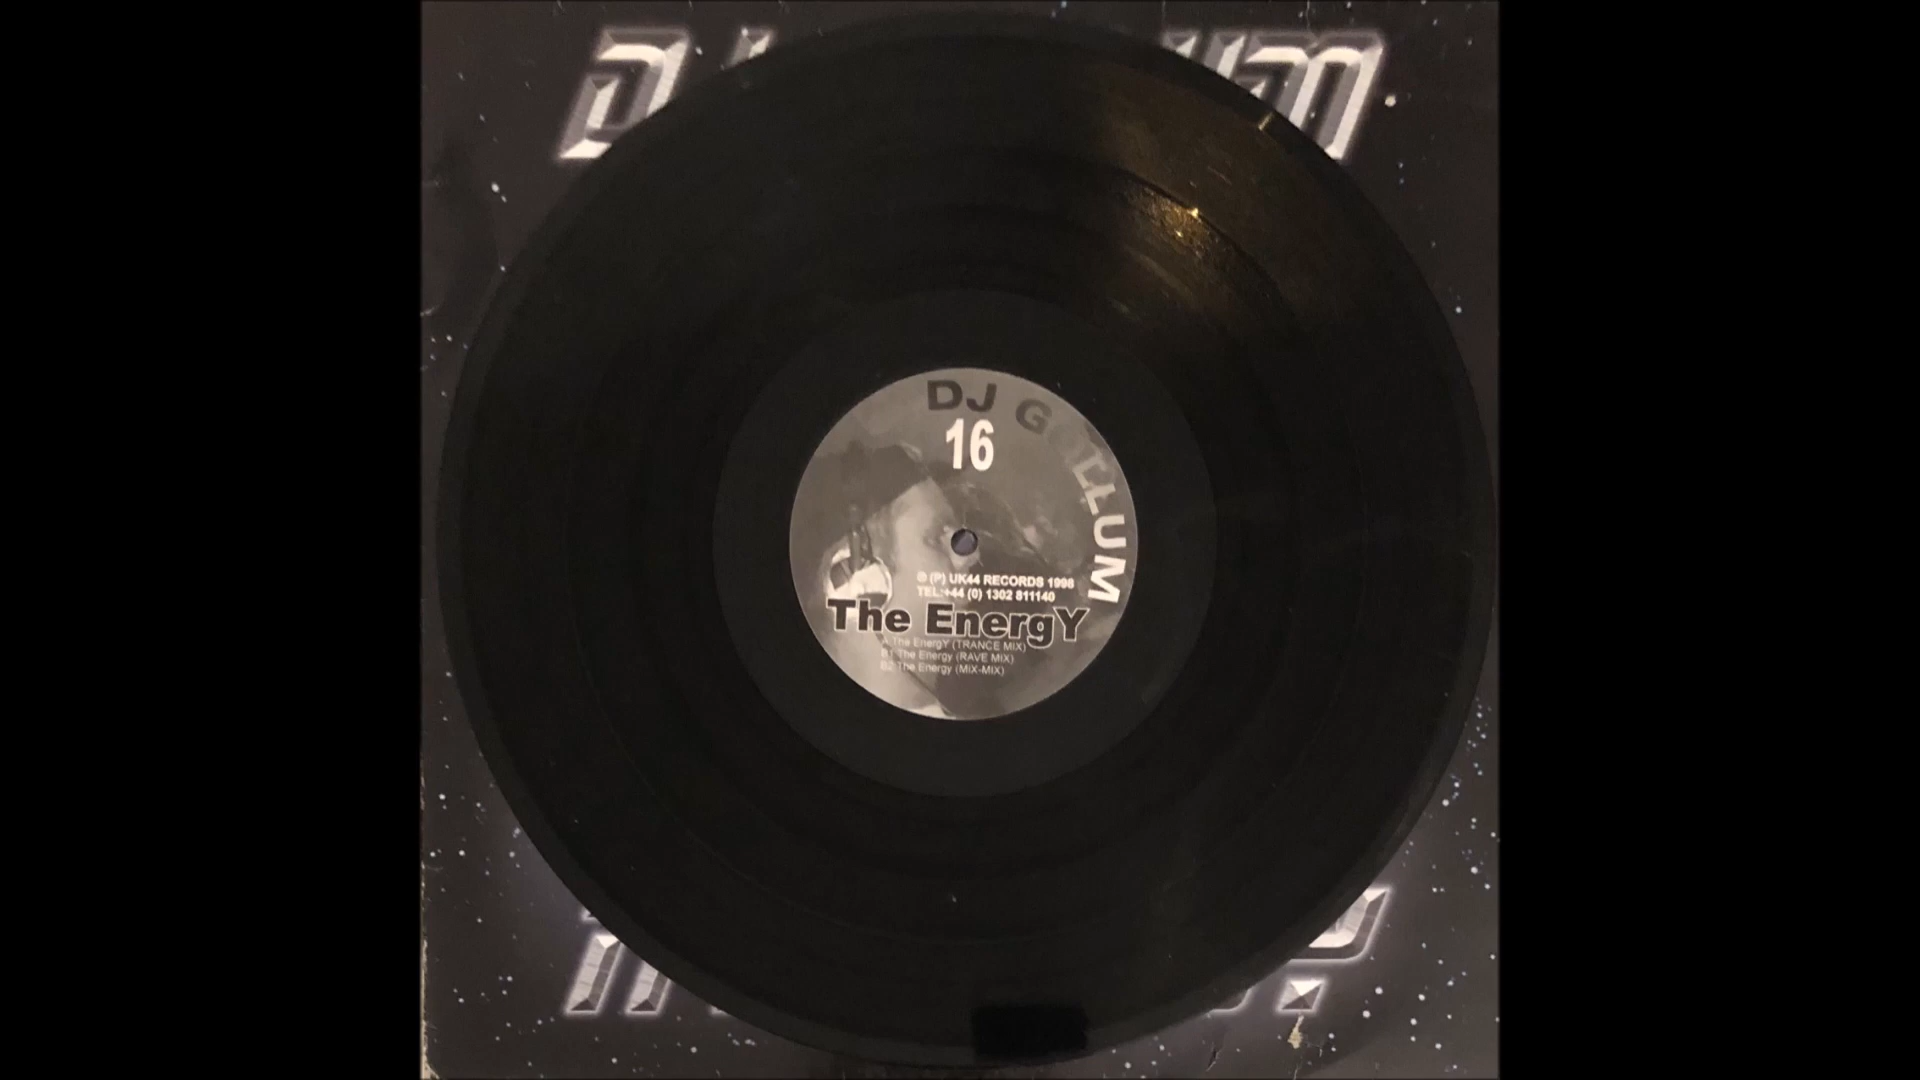 DJ GOLLUM
16
℗ (P) UK44 RECORDS 1998
TEL:+44 (0) 1302 811140
The EnergY
A The EnergY (TRANCE MIX)
B1 The Energy (RAVE MIX)
B2 The Energy (MIX-MIX)